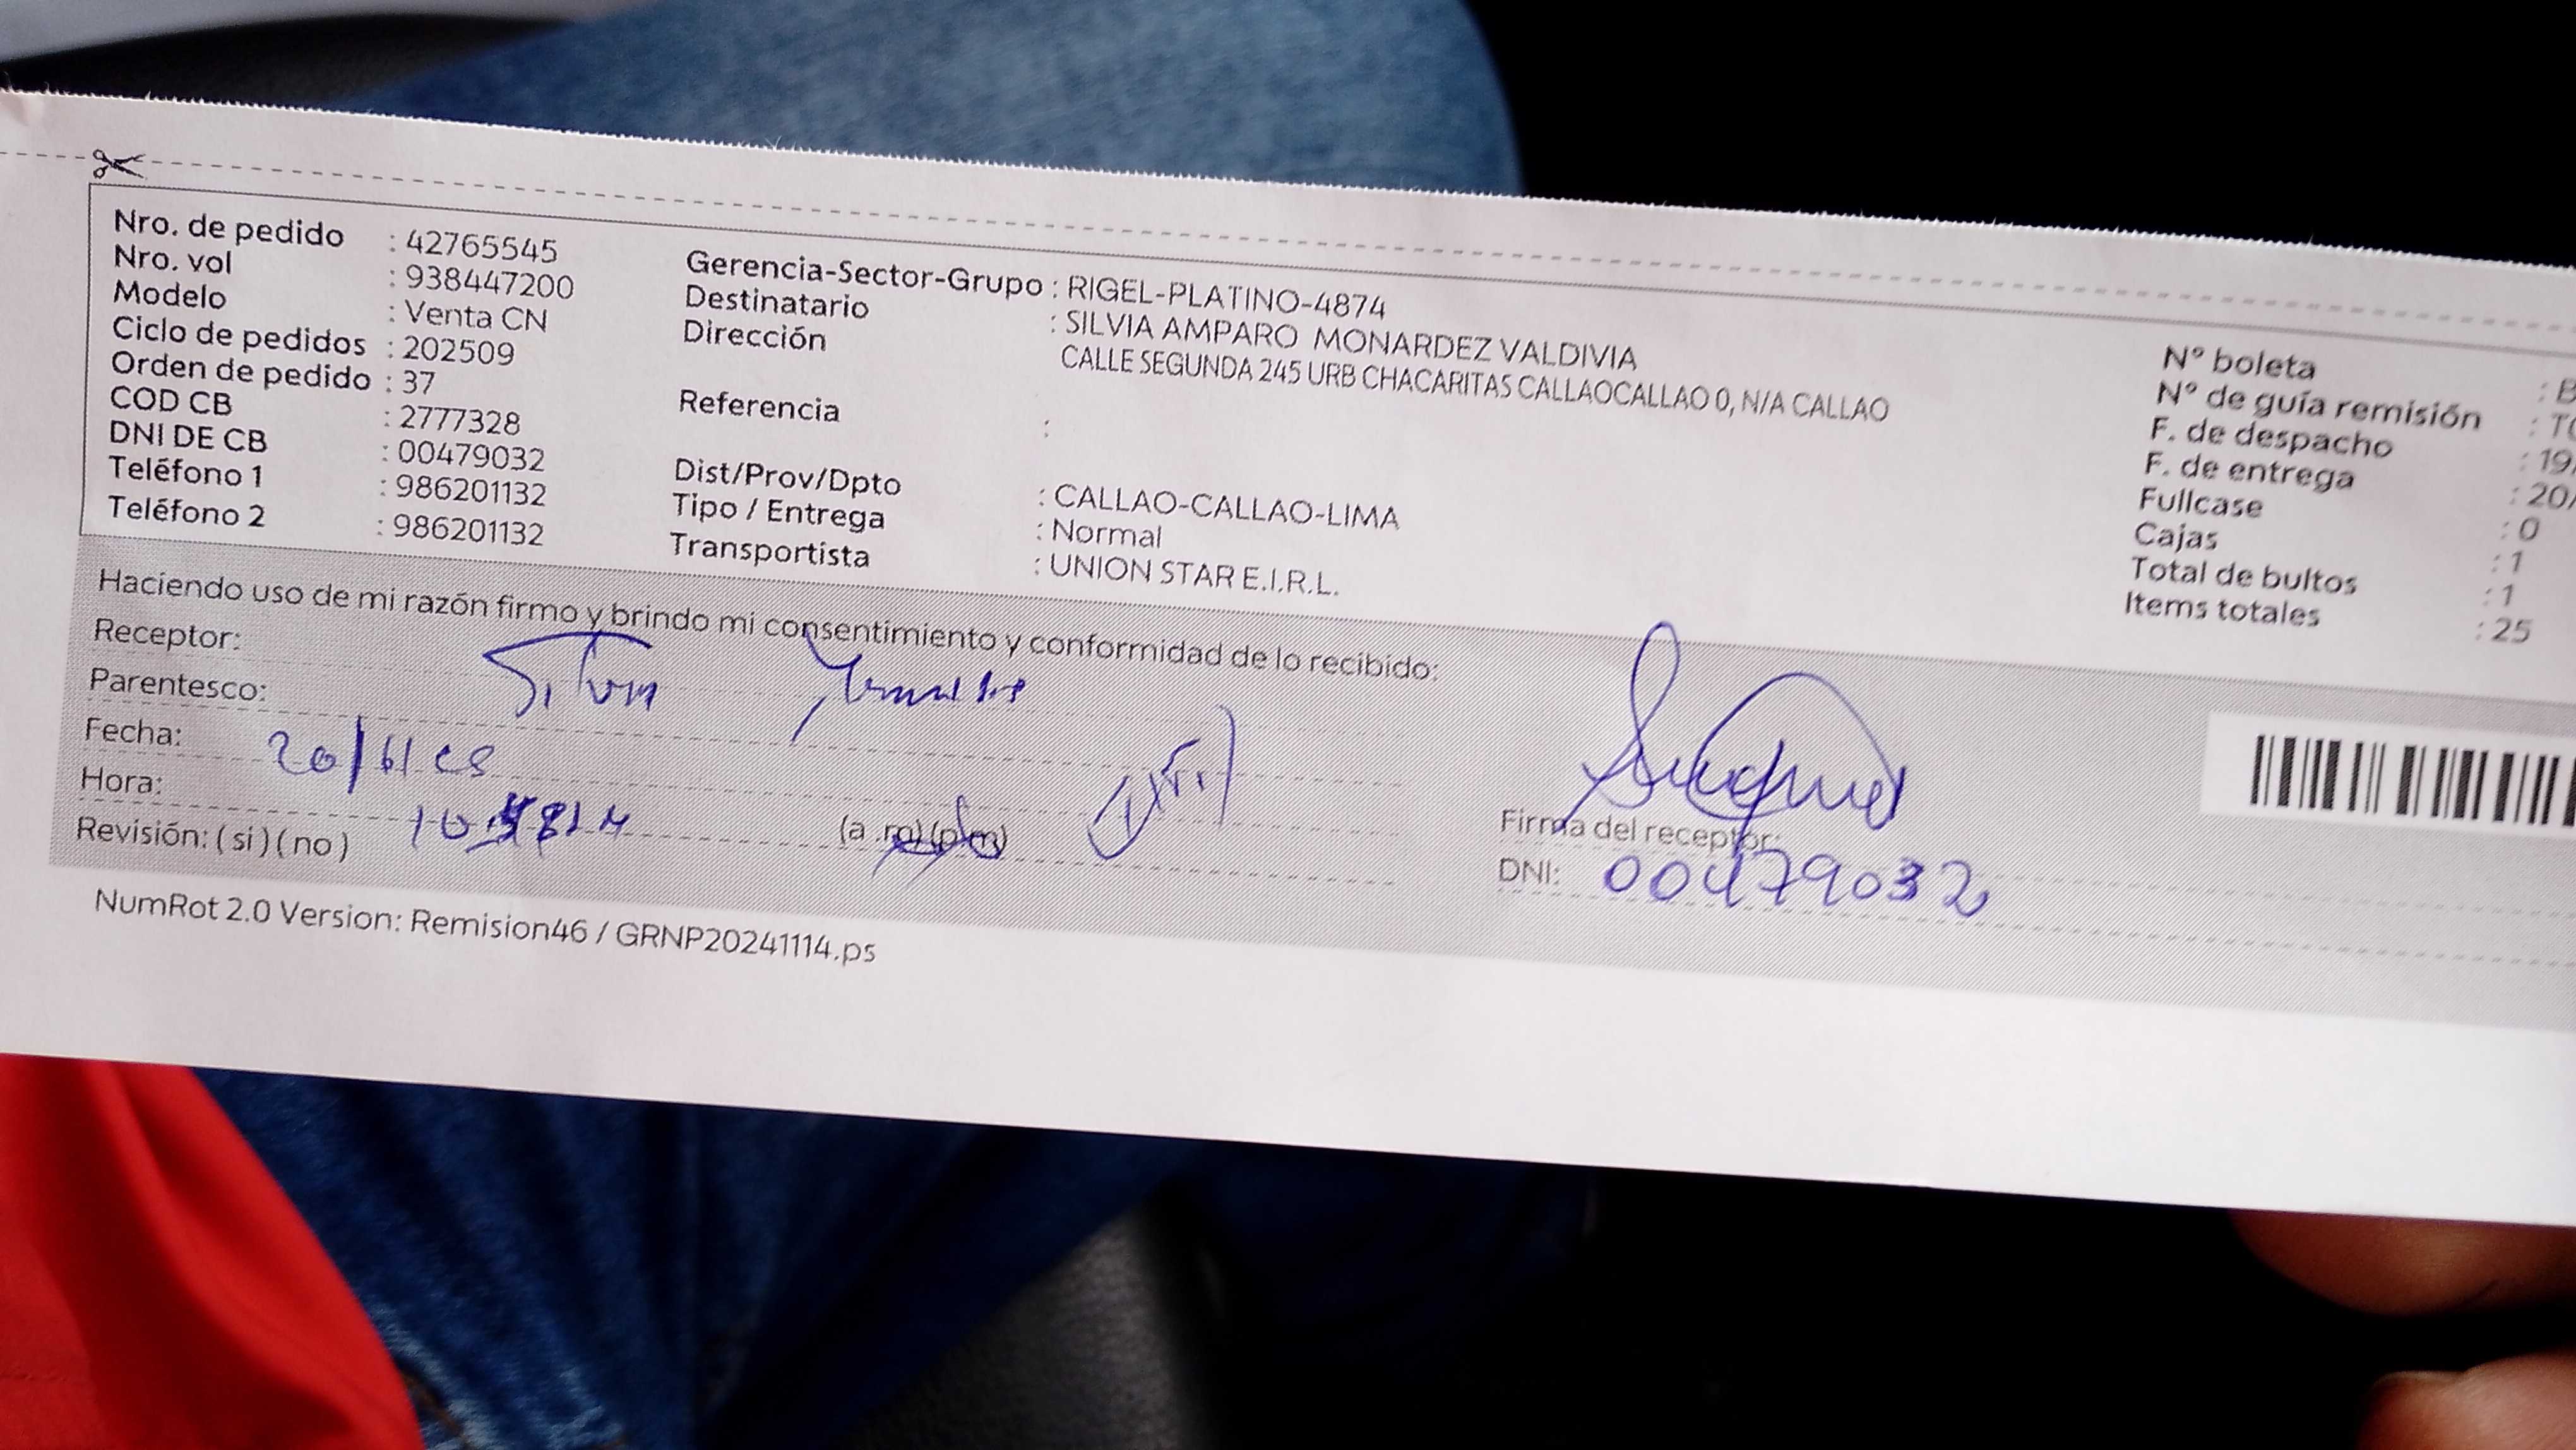 Nro. de pedido : 42765545
Nro. vol : 938447200
Modelo : Venta CN
Ciclo de pedidos : 202509
Orden de pedido : 37
COD CB : 2777328
DNI DE CB : 00479032
Teléfono 1 : 986201132
Teléfono 2 : 986201132
Gerencia-Sector-Grupo : RIGEL-PLATINO-4874
Destinatario : SILVIA AMPARO MONARDEZ VALDIVIA
Dirección CALLE SEGUNDA 245 URB CHACARITAS CALLAOCALLAO 0, N/A CALLAO
Referencia :
Dist/Prov/Dpto : CALLAO-CALLAO-LIMA
Tipo / Entrega : Normal
Transportista : UNION STAR E.I.R.L.
N° boleta : B
N° de guía remisión
F. de despacho : 19
F. de entrega : 20/
Fullcase : 0
Cajas : 1
Total de bultos : 1
Items totales : 25
Haciendo uso de mi razón firmo y brindo mi consentimiento y conformidad de lo recibido:
Receptor:
Parentesco:
Fecha: 20/6/
Hora: (a .m) (p.m)
Revisión: ( si ) ( no )
Firma del receptor:
DNI: 00479032
NumRot 2.0 Version: Remision46 / GRNP20241114.ps